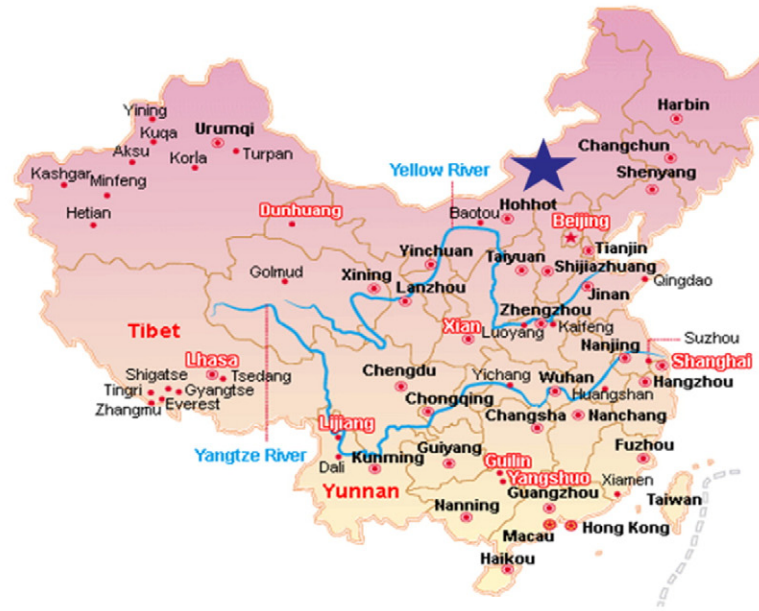 Yining
Kuqa
Urumqi
Harbin
Aksu
Korla
Turpan
Changchun
Kashgar
Minfeng
Yellow River
Shenyang
Hetian
Dunhuang
Baotou
Hohhot
Beijing
Yinchuan
Taiyuan
Tianjin
Golmud
Xining
Shijiazhuang
Qingdao
Lanzhou
Jinan
Tibet
Xian
Zhengzhou
Luoyang
Kaifeng
Suzhou
Nanjing
Lhasa
Shanghai
Shigatse
Tsedang
Chengdu
Yichang
Wuhan
Hangzhou
Tingri
Gyangtse
Huangshan
Zhangmu
Everest
Chongqing
Changsha
Nanchang
Lijiang
Yangtze River
Dali
Kunming
Guiyang
Guilin
Fuzhou
Yangshuo
Yunnan
Xiamen
Guangzhou
Taiwan
Nanning
Macau
Hong Kong
Haikou